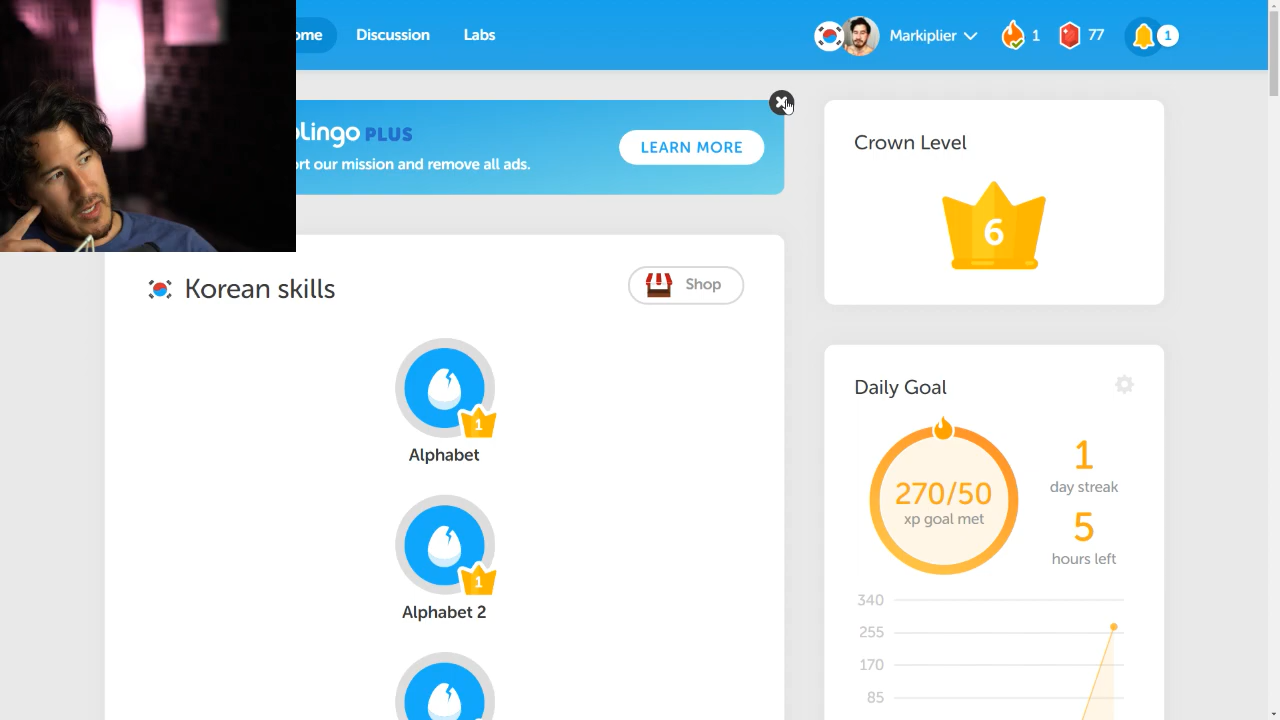 ome
Discussion
Labs
Markiplier
1
77
1
lingo PLUS
ort our mission and remove all ads.
LEARN MORE
Crown Level
6
Korean skills
Shop
1
Alphabet
1
Alphabet 2
Daily Goal
270/50
xp goal met
1
day streak
5
hours left
340
255
170
85